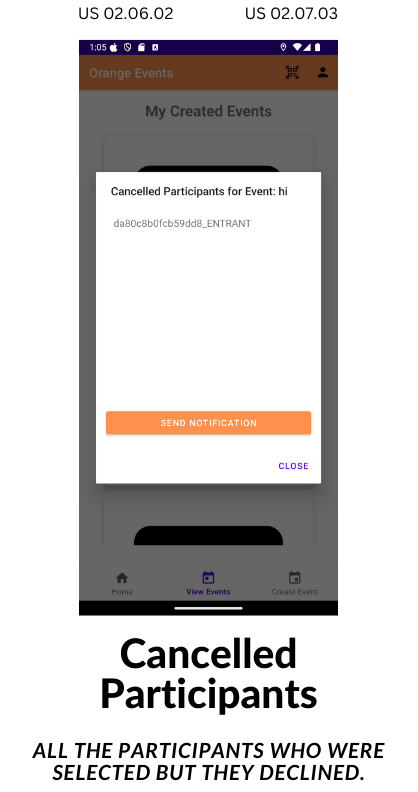 US 02.06.02 US 02.07.03
1:05
Orange Events
My Created Events
Cancelled Participants for Event: hi
da80c8b0fcb59dd8_ENTRANT
SEND NOTIFICATION
CLOSE
Home View Events Create Event
Cancelled
Participants
ALL THE PARTICIPANTS WHO WERE
SELECTED BUT THEY DECLINED.